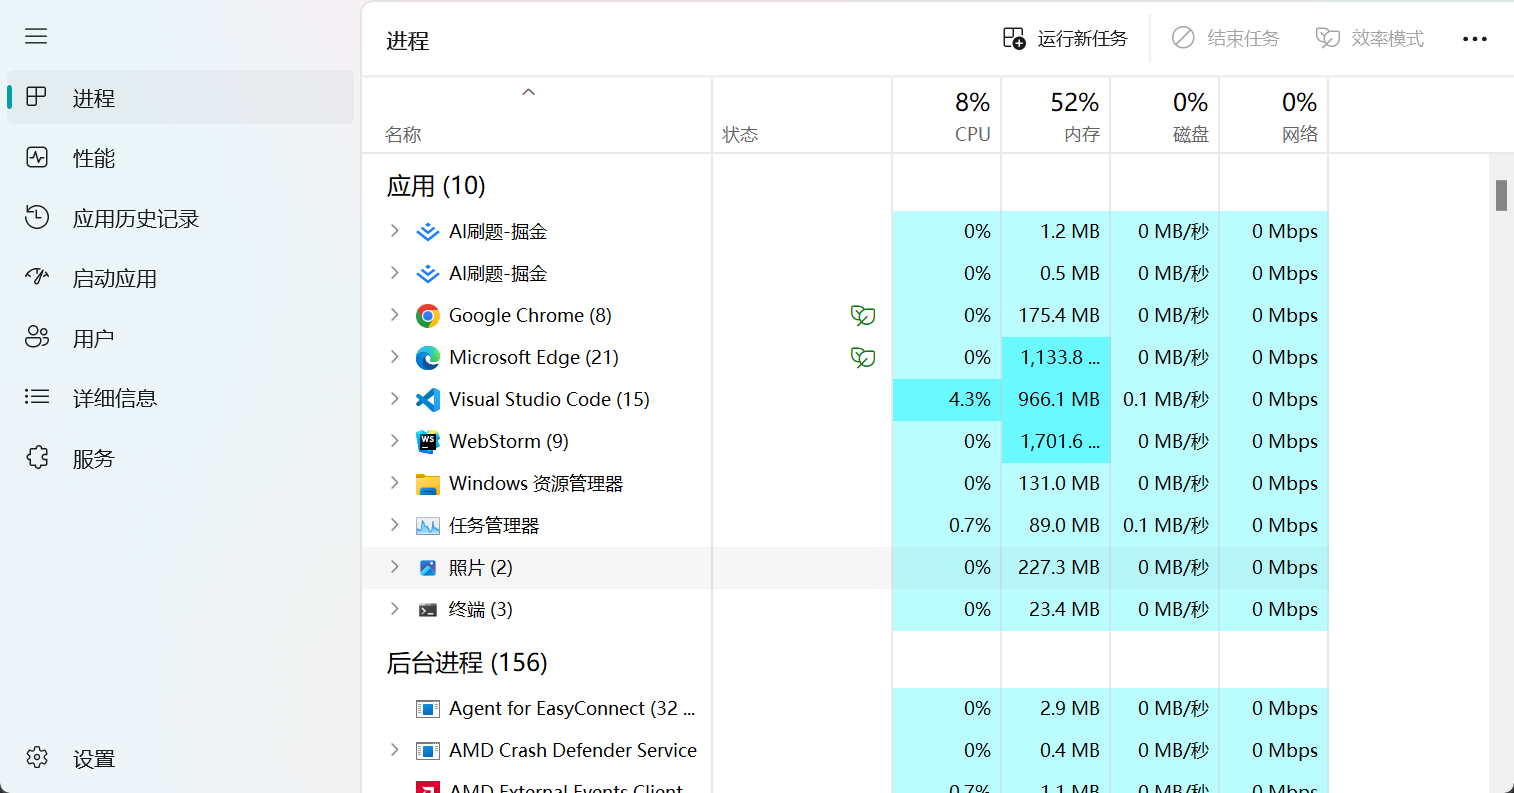 进程
性能
应用历史记录
启动应用
用户
详细信息
服务
设置
进程
运行新任务
结束任务
效率模式
名称 状态 8% CPU 52% 内存 0% 磁盘 0% 网络
应用 (10)
AI刷题-掘金 0% 1.2 MB 0 MB/秒 0 Mbps
AI刷题-掘金 0% 0.5 MB 0 MB/秒 0 Mbps
Google Chrome (8) 0% 175.4 MB 0 MB/秒 0 Mbps
Microsoft Edge (21) 0% 1,133.8 ... 0 MB/秒 0 Mbps
Visual Studio Code (15) 4.3% 966.1 MB 0.1 MB/秒 0 Mbps
WebStorm (9) 0% 1,701.6 ... 0 MB/秒 0 Mbps
Windows 资源管理器 0% 131.0 MB 0 MB/秒 0 Mbps
任务管理器 0.7% 89.0 MB 0.1 MB/秒 0 Mbps
照片 (2) 0% 227.3 MB 0 MB/秒 0 Mbps
终端 (3) 0% 23.4 MB 0 MB/秒 0 Mbps
后台进程 (156)
Agent for EasyConnect (32 ... 0% 2.9 MB 0 MB/秒 0 Mbps
AMD Crash Defender Service 0% 0.4 MB 0 MB/秒 0 Mbps
AMD External Events Client 0.7% 1.1 MB 0 MB/秒 0 Mbps